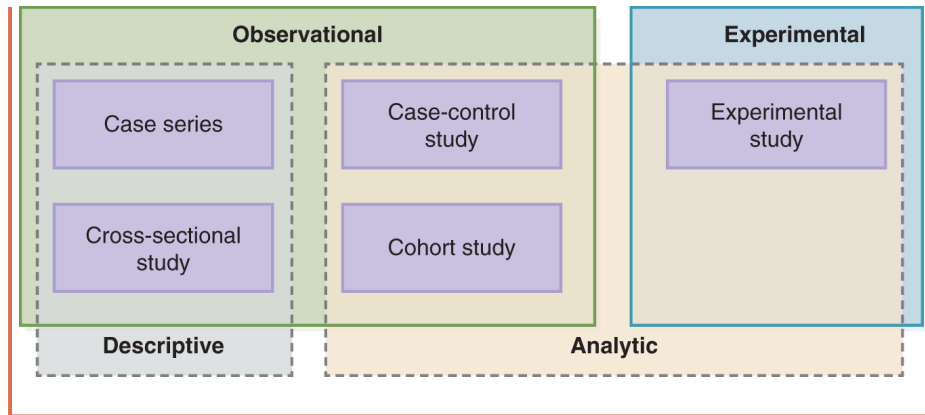 Observational
Experimental
Case series
Case-control
study
Experimental
study
Cross-sectional
study
Cohort study
Descriptive
Analytic